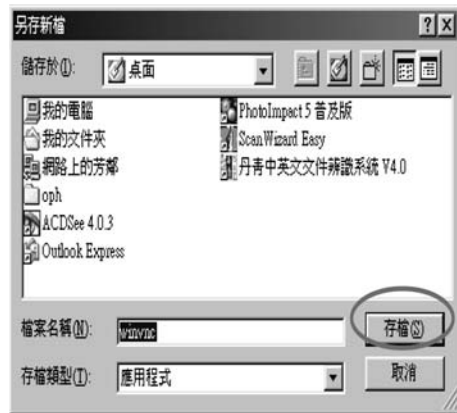 另存新檔
儲存於(I): 桌面
我的電腦
我的文件夾
網路上的芳鄰
oph
ACDSee 4.0.3
Outlook Express
PhotoImpact 5 普及版
ScanWizard Easy
丹青中英文文件辨識系統 V4.0
檔案名稱(N): winvnc
存檔(S)
存檔類型(T): 應用程式
取消